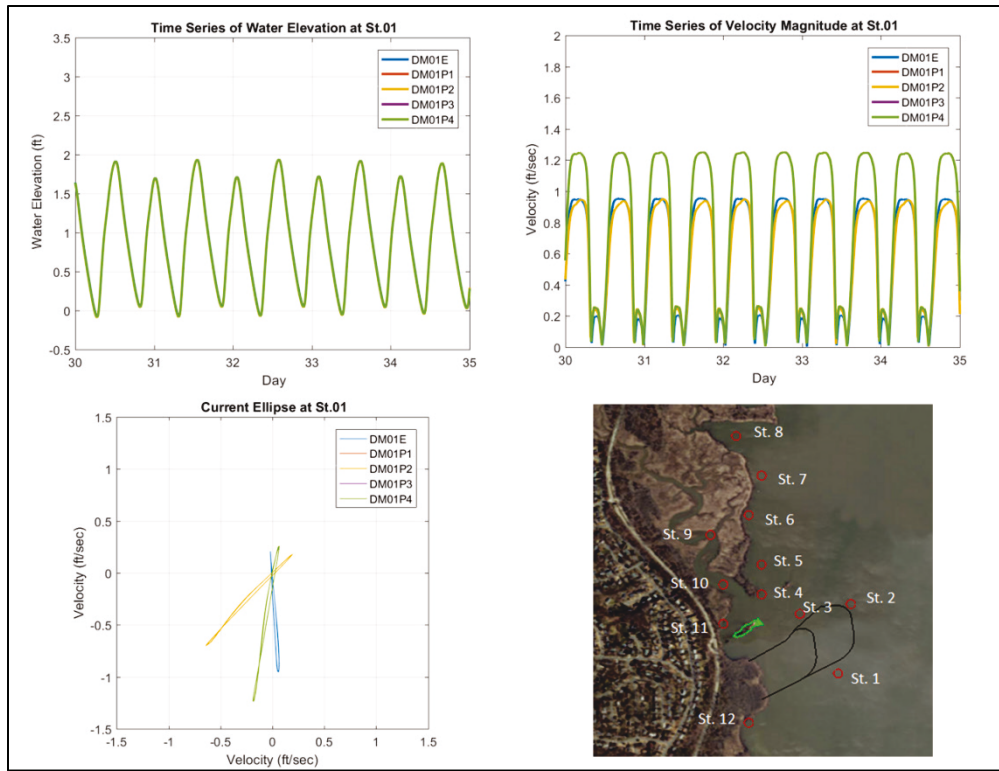 Time Series of Water Elevation at St.01
Water Elevation (ft)
3.5
3
2.5
2
1.5
1
0.5
0
-0.5
30
31
32
33
34
35
Day
DM01E
DM01P1
DM01P2
DM01P3
DM01P4
Time Series of Velocity Magnitude at St.01
Velocity (ft/sec)
2
1.8
1.6
1.4
1.2
1
0.8
0.6
0.4
0.2
0
30
31
32
33
34
35
Day
DM01E
DM01P1
DM01P2
DM01P3
DM01P4
Current Ellipse at St.01
Velocity (ft/sec)
1.5
1
0.5
0
-0.5
-1
-1.5
-1.5
-1
-0.5
0
0.5
1
1.5
Velocity (ft/sec)
DM01E
DM01P1
DM01P2
DM01P3
DM01P4
St. 8
St. 7
St. 6
St. 9
St. 5
St. 10
St. 4
St. 2
St. 3
St. 11
St. 1
St. 12